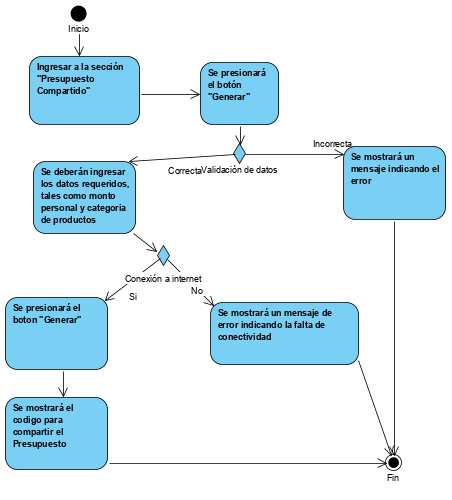 Inicio
Ingresar a la sección
"Presupuesto
Compartido"
Se presionará
el botón
"Generar"
Incorrecta
Correcta
Validación de datos
Se mostrará un
mensaje indicando el
error
Se deberán ingresar
los datos requeridos,
tales como monto
personal y categoria
de productos
Conexión a internet
Si
No
Se presionará el
boton "Generar"
Se mostrará un mensaje de
error indicando la falta de
conectividad
Se mostrará el
codigo para
compartir el
Presupuesto
Fin